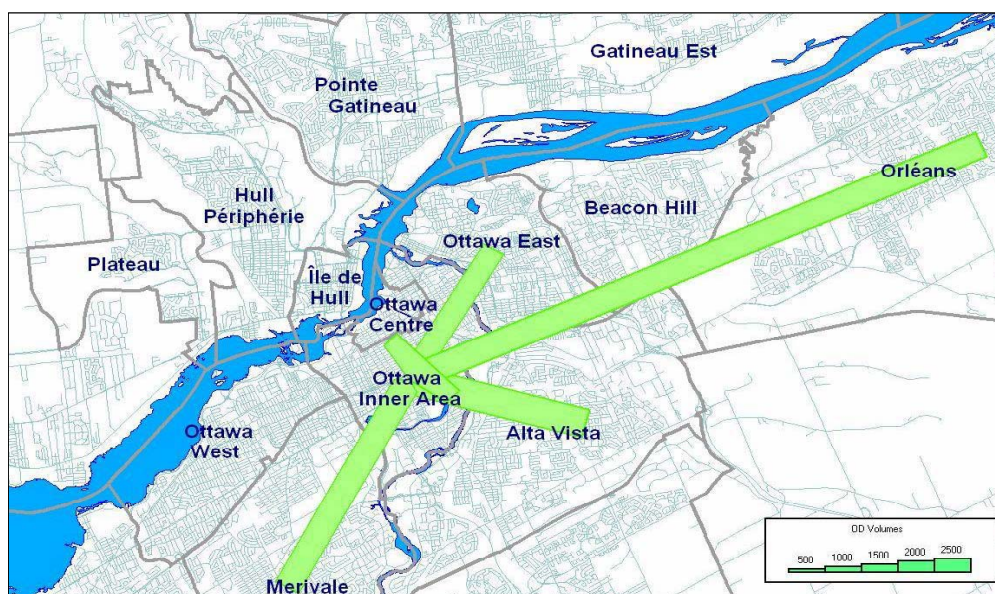 Gatineau Est
Pointe
Gatineau
Orléans
Hull
Périphérie
Beacon Hill
Ottawa East
Plateau
Île de
Hull
Ottawa
Centre
Ottawa
Inner Area
Ottawa
West
Alta Vista
Merivale
OD Volumes
500 1000 1500 2000 2500